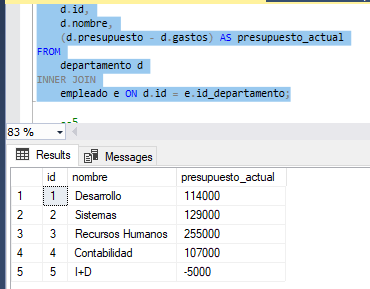 d.id,
d.nombre,
(d.presupuesto - d.gastos) AS presupuesto_actual
FROM
departamento d
INNER JOIN
empleado e ON d.id = e.id_departamento;
--5
83 %
Results Messages
id nombre presupuesto_actual
1 1 Desarrollo 114000
2 2 Sistemas 129000
3 3 Recursos Humanos 255000
4 4 Contabilidad 107000
5 5 I+D -5000